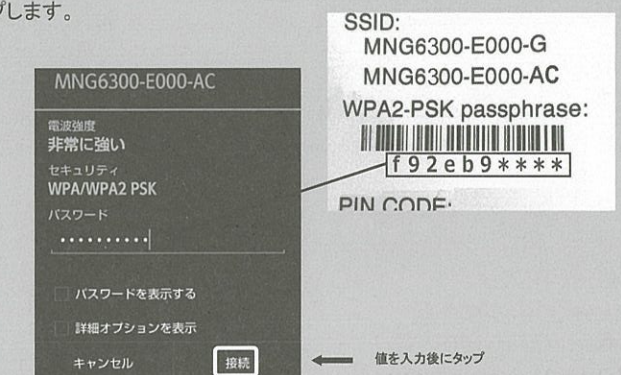 プします。
SSID:
MNG6300-E000-G
MNG6300-E000-AC
WPA2-PSK passphrase:
f92eb9****
PIN CODE:
MNG6300-E000-AC
電波強度
非常に強い
セキュリティ
WPA/WPA2 PSK
パスワード
••••••••••
パスワードを表示する
詳細オプションを表示
キャンセル
接続
値を入力後にタップ